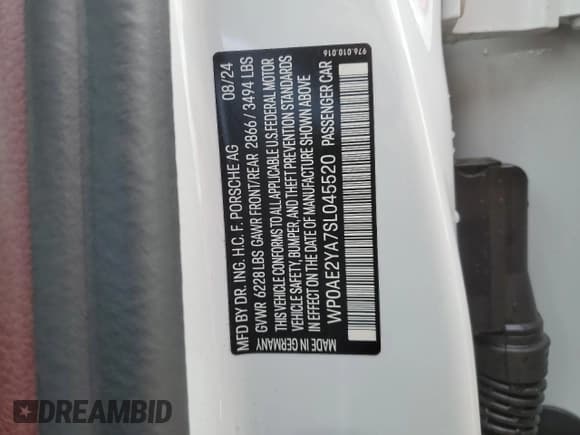 MFD BY DR. ING. H.C. F. PORSCHE AG 08/24
GVWR 6228 LBS GAWR FRONT/REAR 2866 / 3494 LBS
THIS VEHICLE CONFORMS TO ALL APPLICABLE U.S. FEDERAL MOTOR
VEHICLE SAFETY, BUMPER, AND THEFT PREVENTION STANDARDS
IN EFFECT ON THE DATE OF MANUFACTURE SHOWN ABOVE
WP0AE2YA7SL045520 PASSENGER CAR
MADE IN GERMANY
976.010.016
DREAMBID